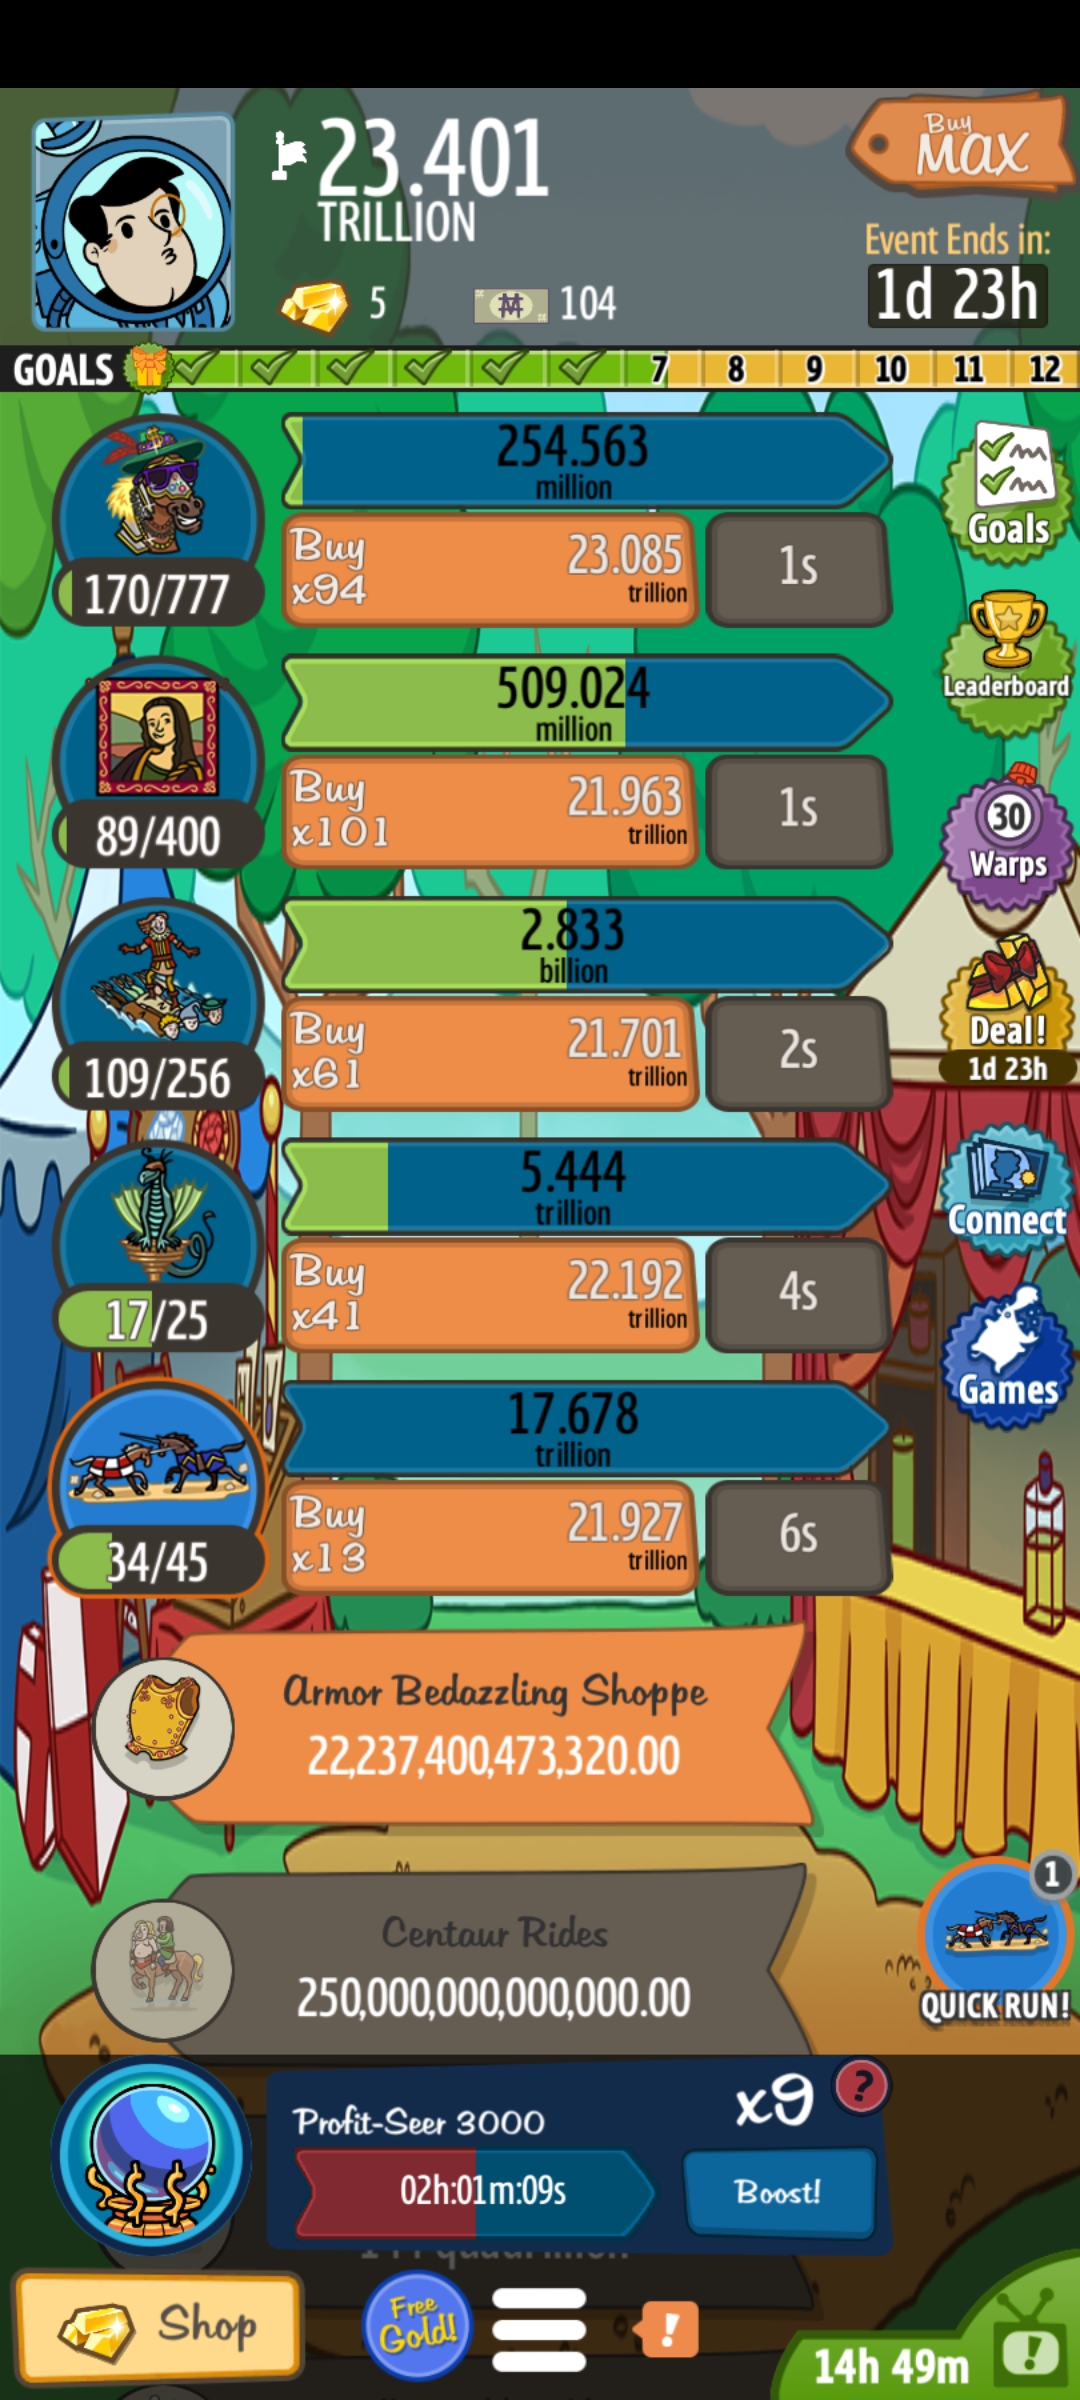 23.401
TRILLION
Buy
MAX
Event Ends in:
1d 23h
5
104
GOALS
7
8
9
10
11
12
254.563
million
Buy
x94
23.085
trillion
1s
170/777
Goals
509.024
million
Buy
x101
21.963
trillion
1s
89/400
Leaderboard
30
Warps
2.833
billion
Buy
x61
21.701
trillion
2s
109/256
Deal!
1d 23h
5.444
trillion
Buy
x41
22.192
trillion
4s
17/25
Connect
Games
17.678
trillion
Buy
x13
21.927
trillion
6s
34/45
Armor Bedazzling Shoppe
22,237,400,473,320.00
Centaur Rides
250,000,000,000,000.00
1
QUICK RUN!
Profit-Seer 3000
x9
?
02h:01m:09s
Boost!
Shop
Free
Gold!
!
14h 49m
!